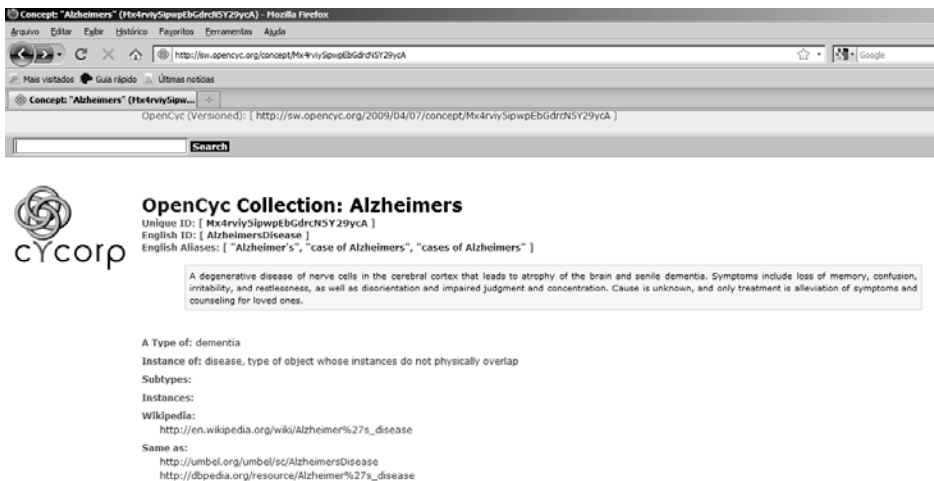 Concept: "Alzheimers" (Mx4rviy5ipwpEbGdrcN5Y29ycA) - Mozilla Firefox
Arquivo Editar Exibir Histórico Favoritos Ferramentas Ajuda
http://sw.opencyc.org/concept/Mx4rviy5ipwpEbGdrcN5Y29ycA Google
Mais visitados Guia rápido Últimas notícias
Concept: "Alzheimers" (Mx4rviy5ipw...
OpenCyc (Versioned): [ http://sw.opencyc.org/2009/04/07/concept/Mx4rviy5ipwpEbGdrcN5Y29ycA ]
Search
cycorp
OpenCyc Collection: Alzheimers
Unique ID: [ Mx4rviy5ipwpEbGdrcN5Y29ycA ]
English ID: [ AlzheimersDisease ]
English Aliases: [ "Alzheimer's", "case of Alzheimers", "cases of Alzheimers" ]
A degenerative disease of nerve cells in the cerebral cortex that leads to atrophy of the brain and senile dementia. Symptoms include loss of memory, confusion,
irritability, and restlessness, as well as disorientation and impaired judgment and concentration. Cause is unknown, and only treatment is alleviation of symptoms and
counseling for loved ones.
A Type of: dementia
Instance of: disease, type of object whose instances do not physically overlap
Subtypes:
Instances:
Wikipedia:
http://en.wikipedia.org/wiki/Alzheimer%27s_disease
Same as:
http://umbel.org/umbel/sc/AlzheimersDisease
http://dbpedia.org/resource/Alzheimer%27s_disease